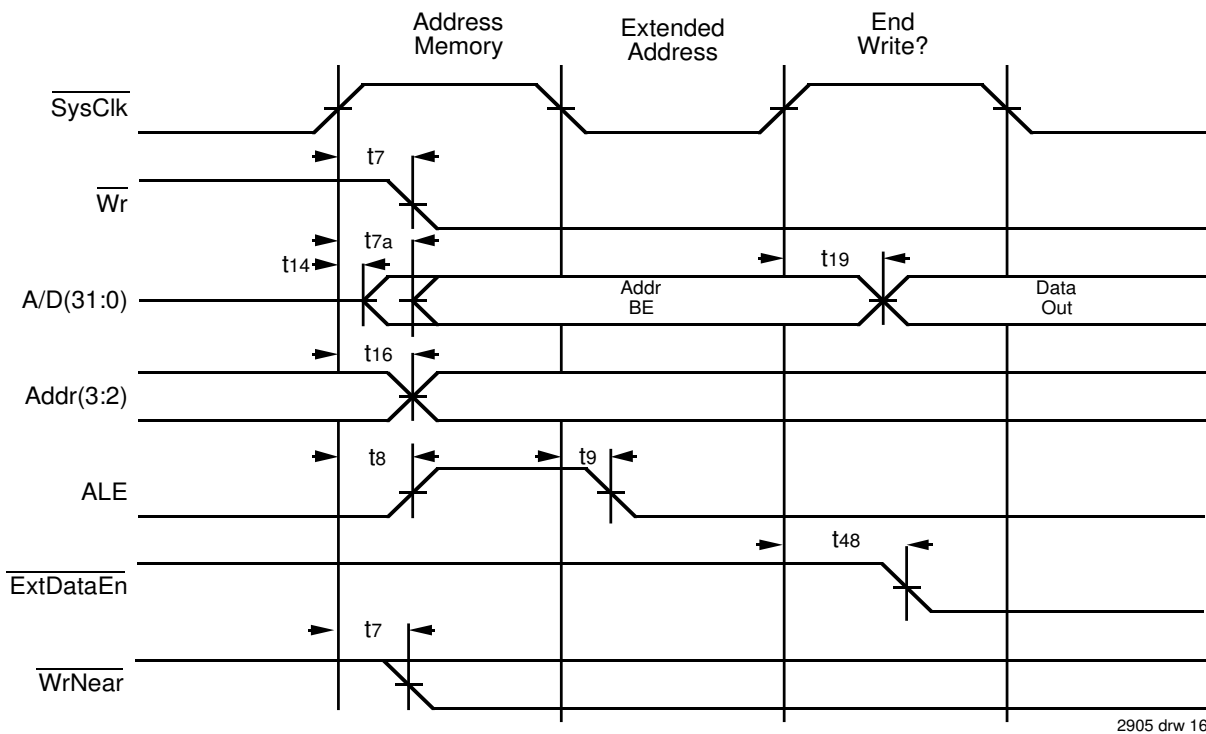 Address
Memory
Extended
Address
End
Write?
SysClk
t7
Wr
t7a
t14
t19
A/D(31:0)
Addr
BE
Data
Out
t16
Addr(3:2)
t8
t9
ALE
t48
ExtDataEn
t7
WrNear
2905 drw 16